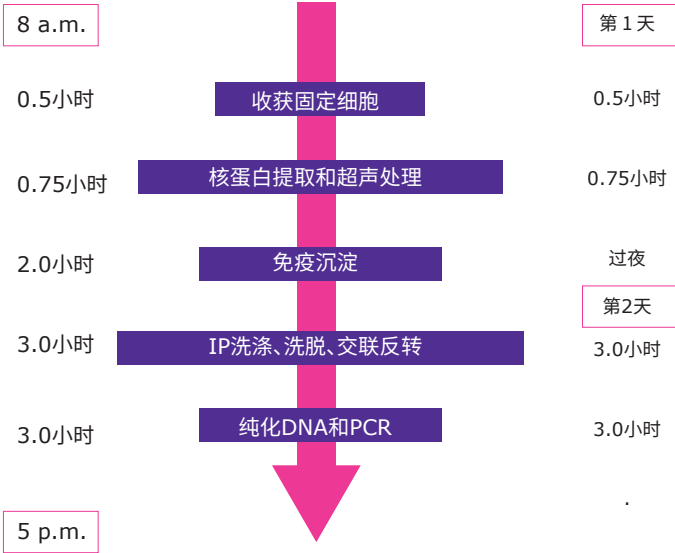 8 a.m.
第1天
0.5小时
收获固定细胞
0.5小时
0.75小时
核蛋白提取和超声处理
0.75小时
2.0小时
免疫沉淀
过夜
第2天
3.0小时
IP洗涤、洗脱、交联反转
3.0小时
3.0小时
纯化DNA和PCR
3.0小时
.
5 p.m.